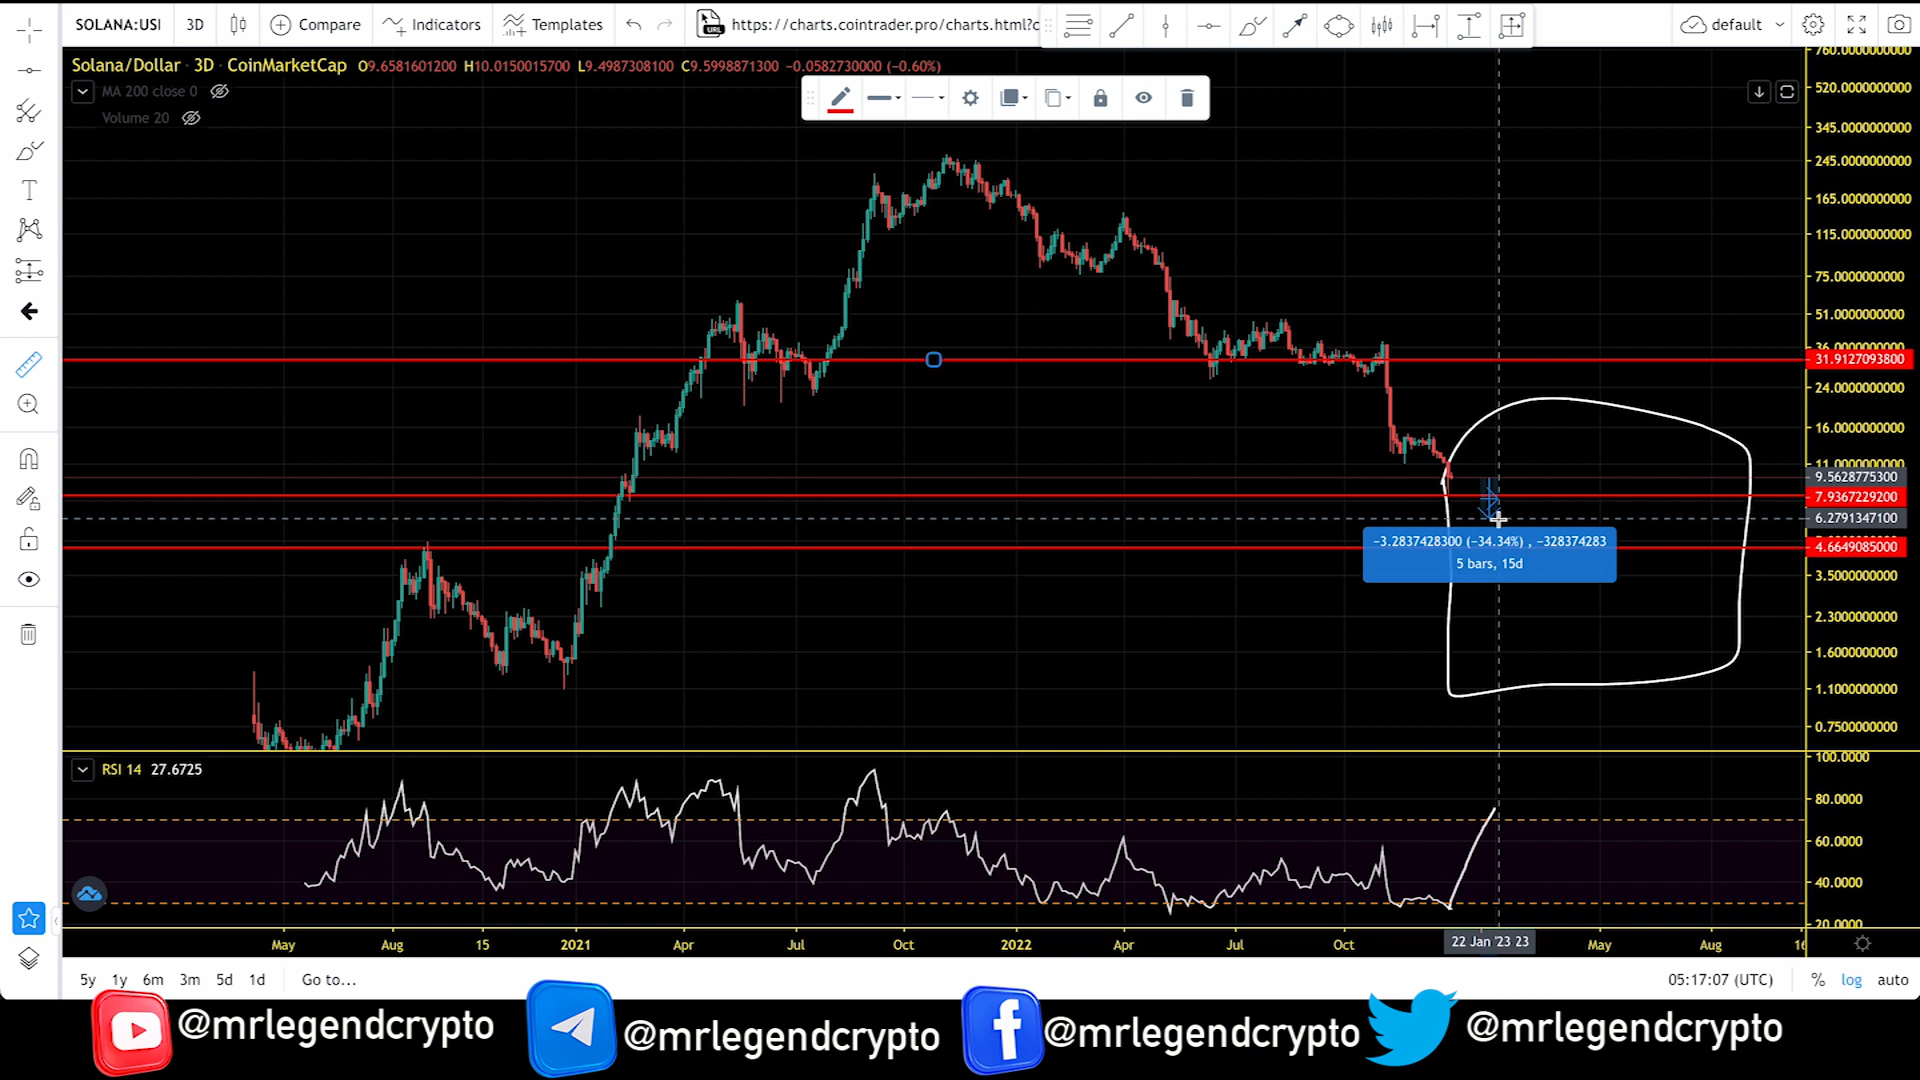 SOLANA:USI 3D Compare Indicators Templates URL https://charts.cointrader.pro/charts.html?c default
Solana/Dollar · 3D · CoinMarketCap O9.6581601200 H10.0150015700 L9.4987308100 C9.5998871300 −0.0582730000 (−0.60%)
MA 200 close 0
Volume 20
760.0000000000
520.0000000000
345.0000000000
245.0000000000
165.0000000000
115.0000000000
75.0000000000
51.0000000000
36.0000000000
31.9127093800
24.0000000000
16.0000000000
11.0000000000
9.5628775300
7.9367229200
6.2791347100
4.6649085000
3.5000000000
2.3000000000
1.6000000000
1.1000000000
0.7500000000
−3.2837428300 (−34.34%) , −328374283
5 bars, 15d
RSI 14 27.6725
100.0000
80.0000
60.0000
40.0000
20.0000
May Aug 15 2021 Apr Jul Oct 2022 Apr Jul Oct 22 Jan '23 23 May Aug 16
5y 1y 6m 3m 5d 1d Go to... 05:17:07 (UTC) % log auto
@mrlegendcrypto @mrlegendcrypto @mrlegendcrypto @mrlegendcrypto